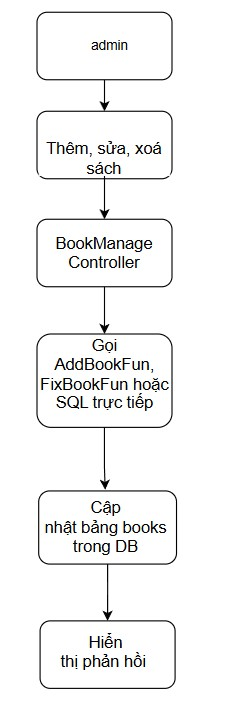 admin
Thêm, sửa, xoá
sách
BookManage
Controller
Gọi
AddBookFun,
FixBookFun hoặc
SQL trực tiếp
Cập
nhật bảng books
trong DB
Hiển
thị phản hồi